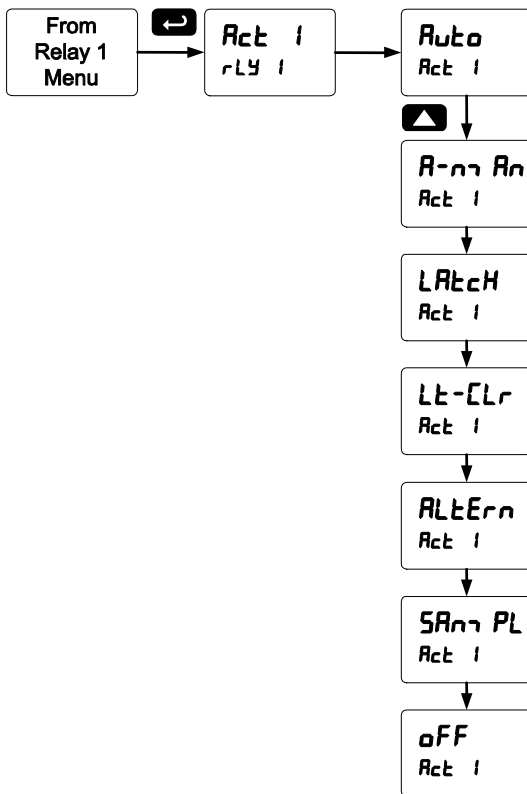 From
Relay 1
Menu
Act 1
rLY 1
Auto
Act 1
A-mAn
Act 1
LAtcH
Act 1
Lt-CLr
Act 1
ALtErn
Act 1
SAmPL
Act 1
oFF
Act 1